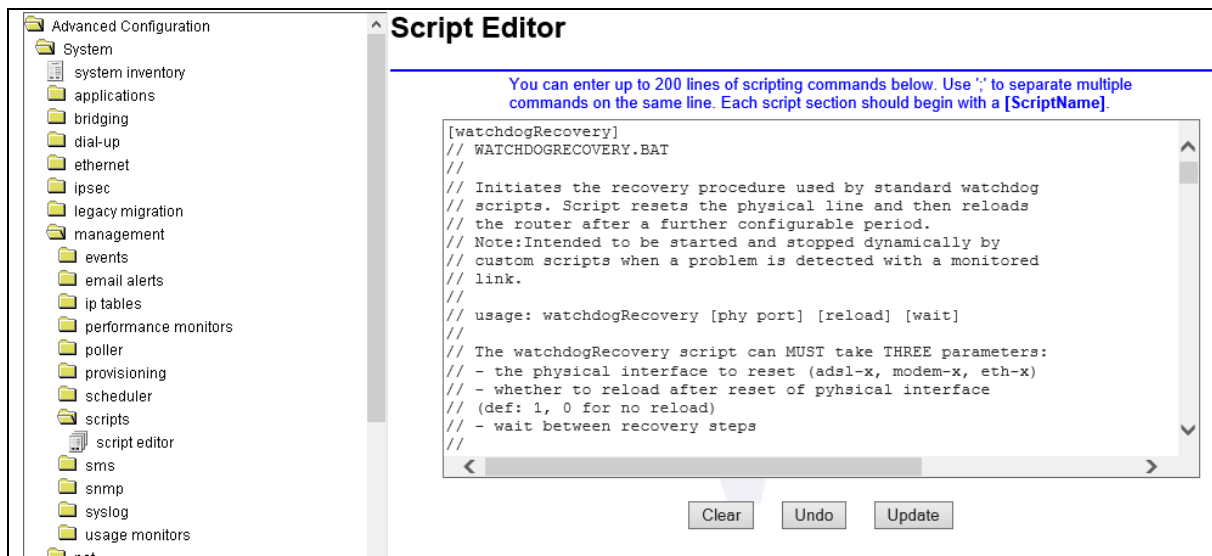 Advanced Configuration
System
system inventory
applications
bridging
dial-up
ethernet
ipsec
legacy migration
management
events
email alerts
ip tables
performance monitors
poller
provisioning
scheduler
scripts
script editor
sms
snmp
syslog
usage monitors
Script Editor
You can enter up to 200 lines of scripting commands below. Use ';' to separate multiple
commands on the same line. Each script section should begin with a [ScriptName].
[watchdogRecovery]
// WATCHDOGRECOVERY.BAT
//
// Initiates the recovery procedure used by standard watchdog
// scripts. Script resets the physical line and then reloads
// the router after a further configurable period.
// Note:Intended to be started and stopped dynamically by
// custom scripts when a problem is detected with a monitored
// link.
//
// usage: watchdogRecovery [phy port] [reload] [wait]
//
// The watchdogRecovery script can MUST take THREE parameters:
// - the physical interface to reset (adsl-x, modem-x, eth-x)
// - whether to reload after reset of pyhsical interface
// (def: 1, 0 for no reload)
// - wait between recovery steps
//
Clear
Undo
Update